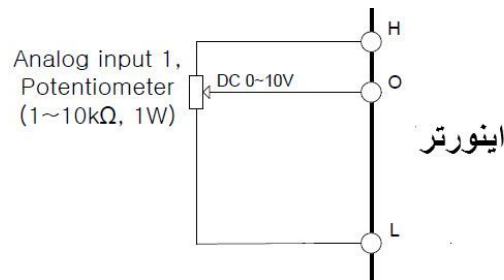 H
Analog input 1,
Potentiometer
(1~10kΩ, 1W)
DC 0~10V
O
اینورتر
L